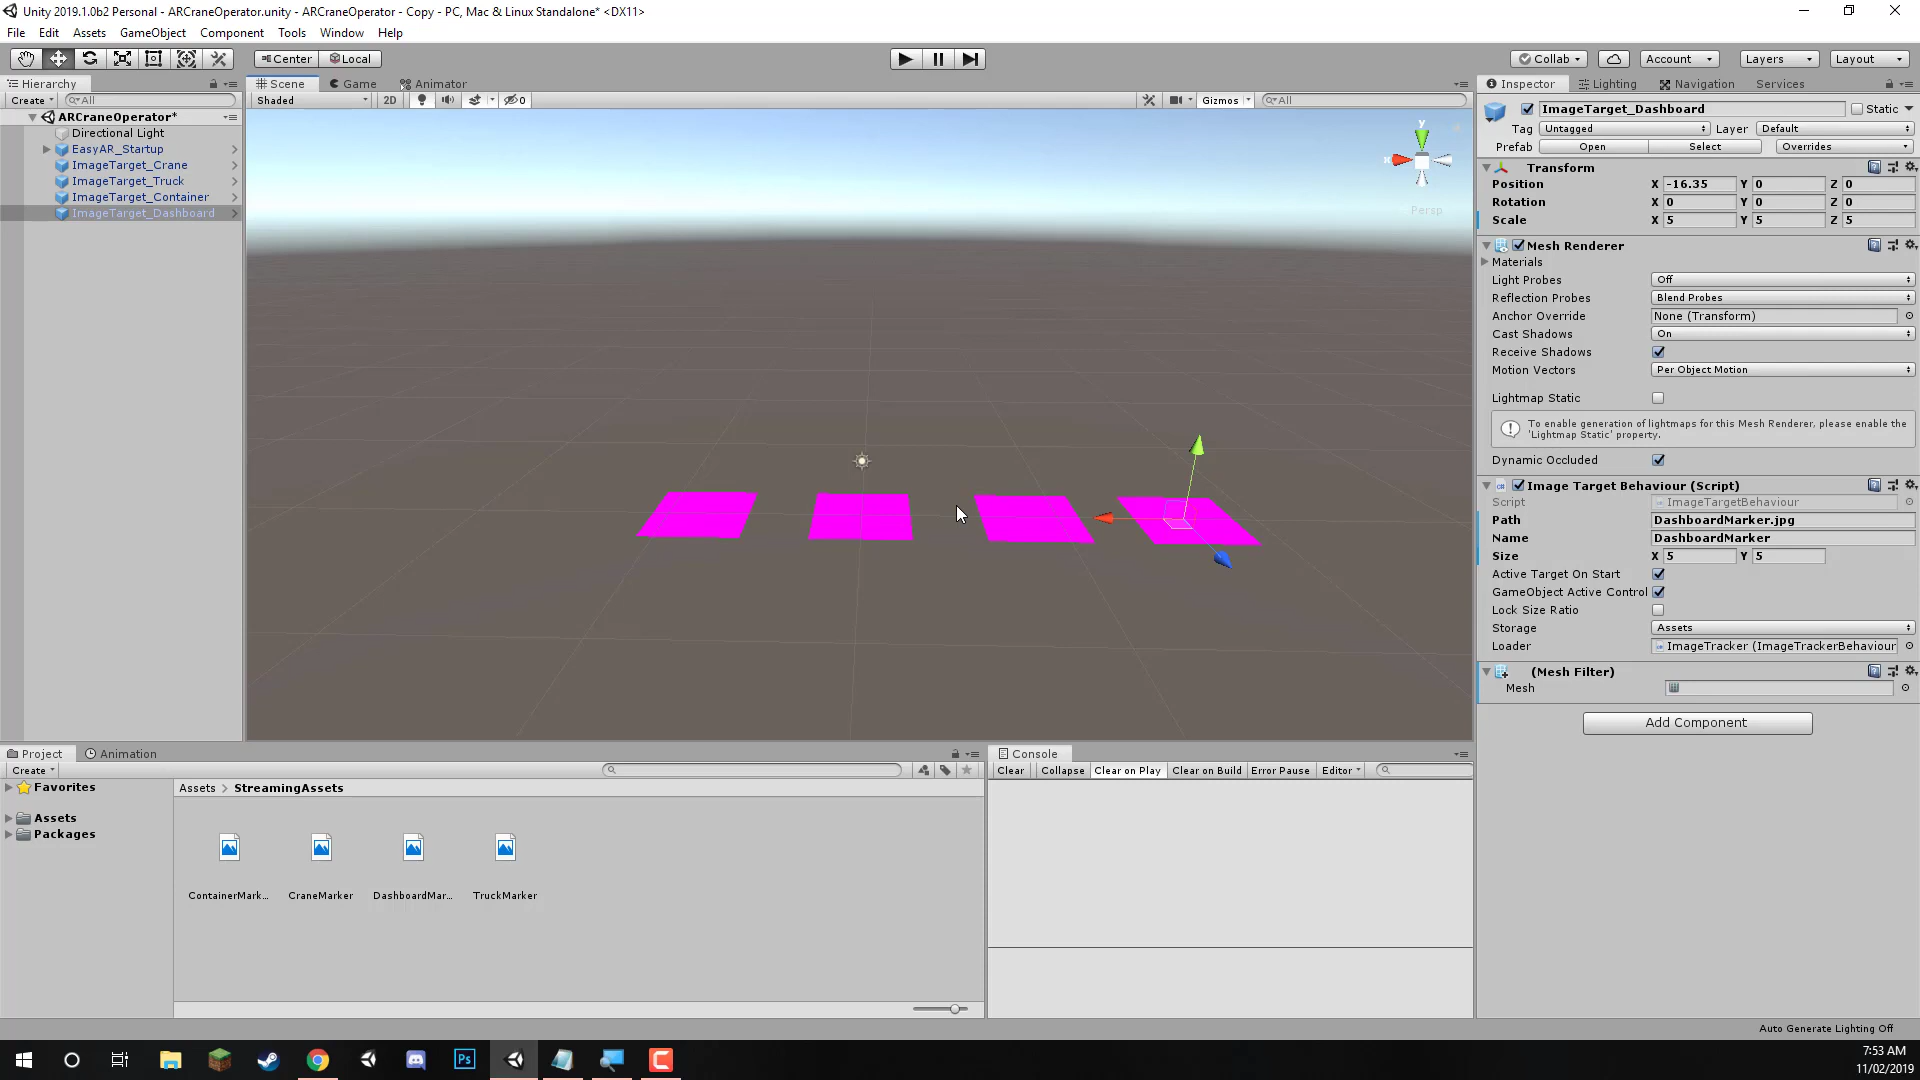 Unity 2019.1.0b2 Personal - ARCraneOperator.unity - ARCraneOperator - Copy - PC, Mac & Linux Standalone* <DX11>
File Edit Assets GameObject Component Tools Window Help
Center Local Collab Account Layers Layout
Hierarchy
Create All
ARCraneOperator*
Directional Light
EasyAR_Startup
ImageTarget_Crane
ImageTarget_Truck
ImageTarget_Container
ImageTarget_Dashboard
Scene Game Animator
Shaded 2D 0 Gizmos All
y
x
Persp
Inspector Lighting Navigation Services
ImageTarget_Dashboard Static
Tag Untagged Layer Default
Prefab Open Select Overrides
Transform
Position X -16.35 Y 0 Z 0
Rotation X 0 Y 0 Z 0
Scale X 5 Y 5 Z 5
Mesh Renderer
Materials
Light Probes Off
Reflection Probes Blend Probes
Anchor Override None (Transform)
Cast Shadows On
Receive Shadows
Motion Vectors Per Object Motion
Lightmap Static
To enable generation of lightmaps for this Mesh Renderer, please enable the
'Lightmap Static' property.
Dynamic Occluded
Image Target Behaviour (Script)
Script ImageTargetBehaviour
Path DashboardMarker.jpg
Name DashboardMarker
Size X 5 Y 5
Active Target On Start
GameObject Active Control
Lock Size Ratio
Storage Assets
Loader ImageTracker (ImageTrackerBehaviour
(Mesh Filter)
Mesh
Add Component
Project Animation
Create
Favorites
Assets
Packages
Assets > StreamingAssets
ContainerMark... CraneMarker DashboardMar... TruckMarker
Console
Clear Collapse Clear on Play Clear on Build Error Pause Editor
Auto Generate Lighting Off
Ps
7:53 AM
11/02/2019